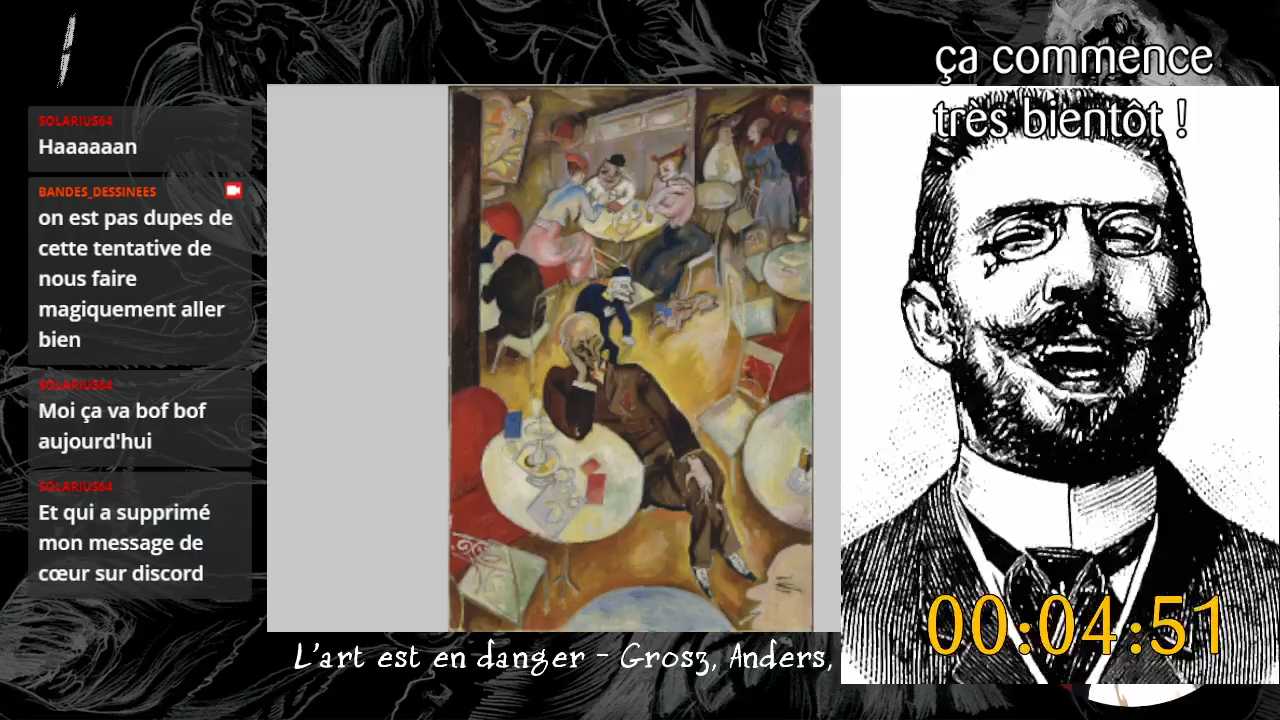 ça commence
très bientôt !
SOLARIUS64
Haaaaaan
BANDES_DESSINEES
on est pas dupes de
cette tentative de
nous faire
magiquement aller
bien
SOLARIUS64
Moi ça va bof bof
aujourd'hui
SOLARIUS64
Et qui a supprimé
mon message de
cœur sur discord
00:04:51
L'art est en danger - Grosz, Anders,